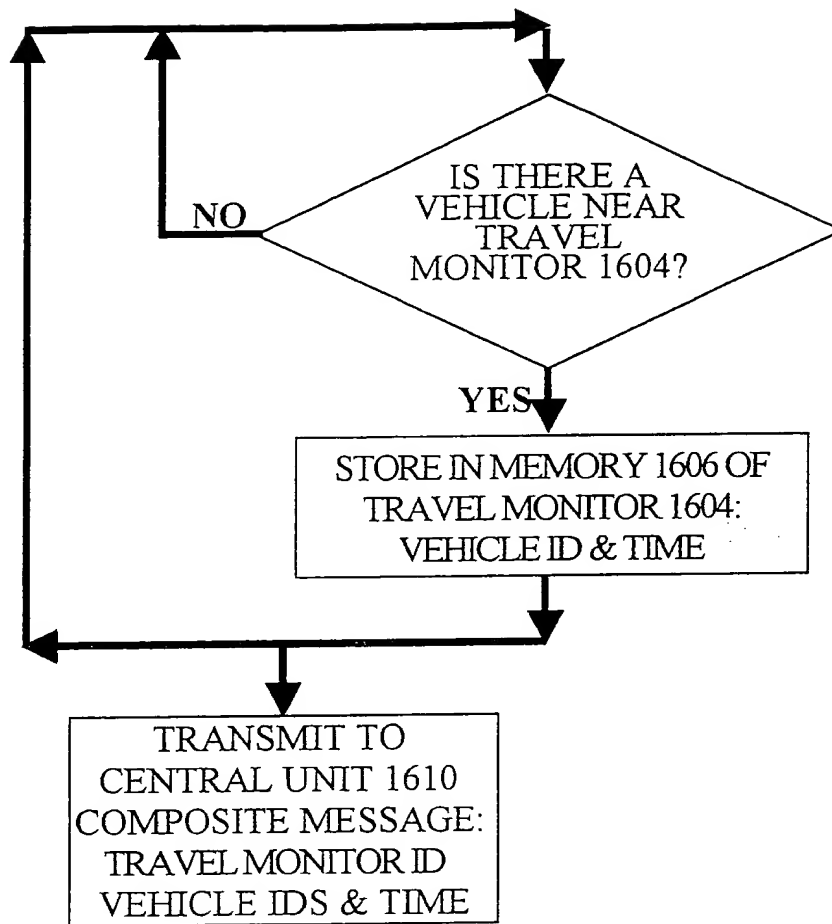 IS THERE A
VEHICLE NEAR
TRAVEL
MONITOR 1604?
NO
YES
STORE IN MEMORY 1606 OF
TRAVEL MONITOR 1604:
VEHICLE ID & TIME
TRANSMIT TO
CENTRAL UNIT 1610
COMPOSITE MESSAGE:
TRAVEL MONITOR ID
VEHICLE IDS & TIME